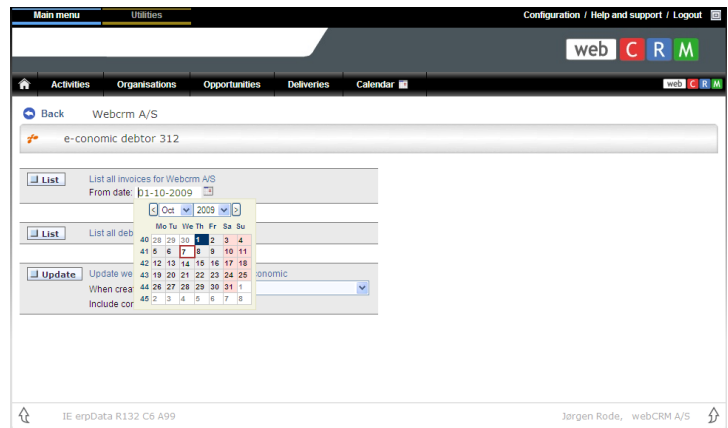 Main menu Utilities Configuration / Help and support / Logout
web C R M
Activities Organisations Opportunities Deliveries Calendar web C R M
Back Webcrm A/S
e-conomic debtor 312
List List all invoices for Webcrm A/S
From date: 01-10-2009
< Oct 2009 >
Mo Tu We Th Fr Sa Su
40 28 29 30 1 2 3 4
List List all deb
41 5 6 7 8 9 10 11
42 12 13 14 15 16 17 18
Update Update we 43 19 20 21 22 23 24 25 onomic
When creat 44 26 27 28 29 30 31 1
Include cor 45 2 3 4 5 6 7 8
IE erpData R132 C6 A99 Jørgen Rode, webCRM A/S